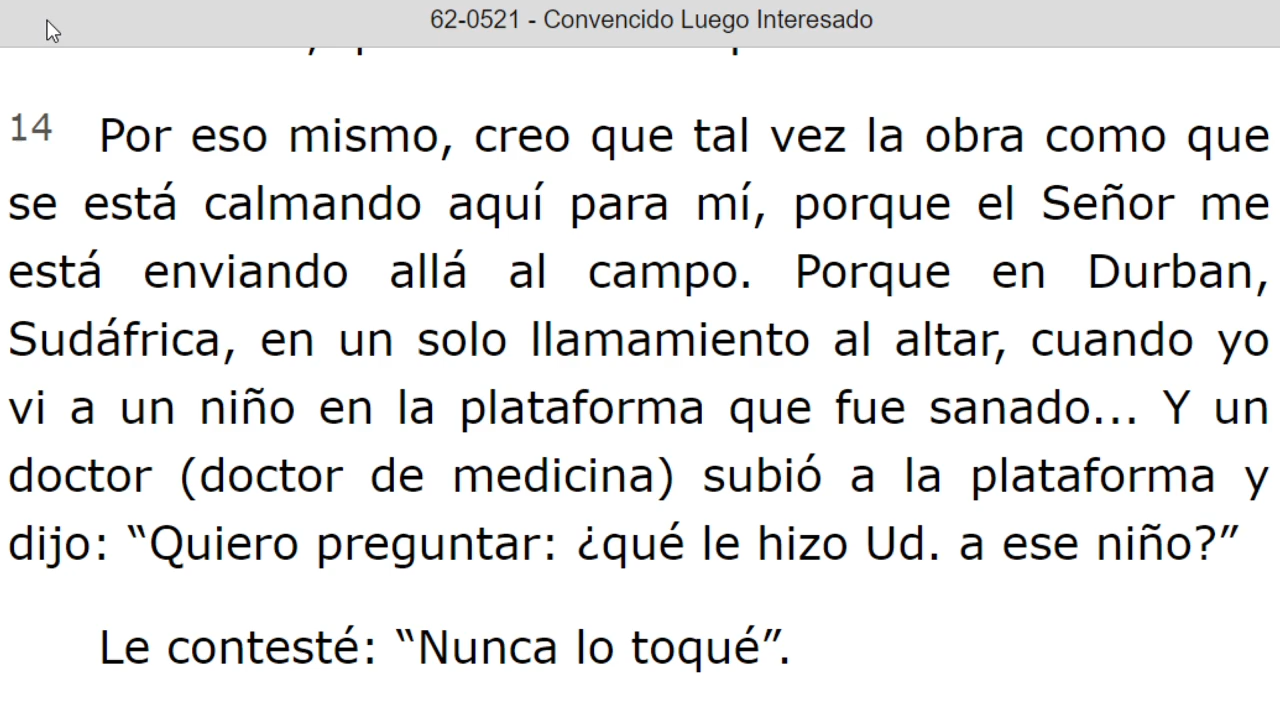 62-0521 - Convencido Luego Interesado
14 Por eso mismo, creo que tal vez la obra como que
se está calmando aquí para mí, porque el Señor me
está enviando allá al campo. Porque en Durban,
Sudáfrica, en un solo llamamiento al altar, cuando yo
vi a un niño en la plataforma que fue sanado... Y un
doctor (doctor de medicina) subió a la plataforma y
dijo: “Quiero preguntar: ¿qué le hizo Ud. a ese niño?”
Le contesté: “Nunca lo toqué”.